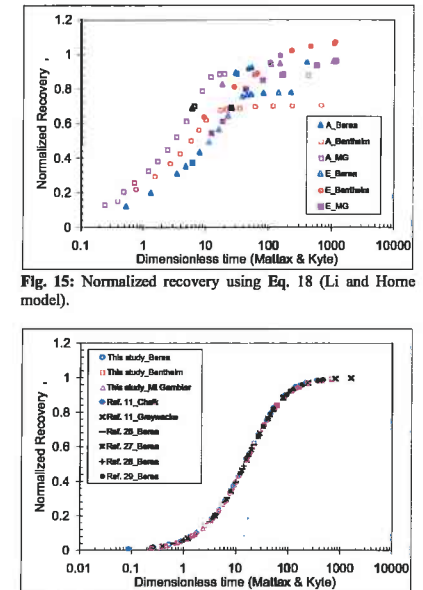 1.2
1
0.8
0.6
0.4
0.2
0
Normalized Recovery ,
A_Berea
A_Bentheim
A_MG
E_Berea
E_Bentheim
E_MG
0.1 1 10 100 1000 10000
Dimensionless time (Mattax & Kyte)
Fig. 15: Normalized recovery using Eq. 18 (Li and Horne
model).
1.2
1
0.8
0.6
0.4
0.2
0
Normalized Recovery ,
This study_Berea
This study_Bentheim
This study_Mt Gambier
Ref. 11_Chalk
Ref. 11_Greywacke
Ref. 26_Berea
Ref. 27_Berea
Ref. 28_Berea
Ref. 29_Berea
0.01 0.1 1 10 100 1000 10000
Dimensionless time (Mattax & Kyte)